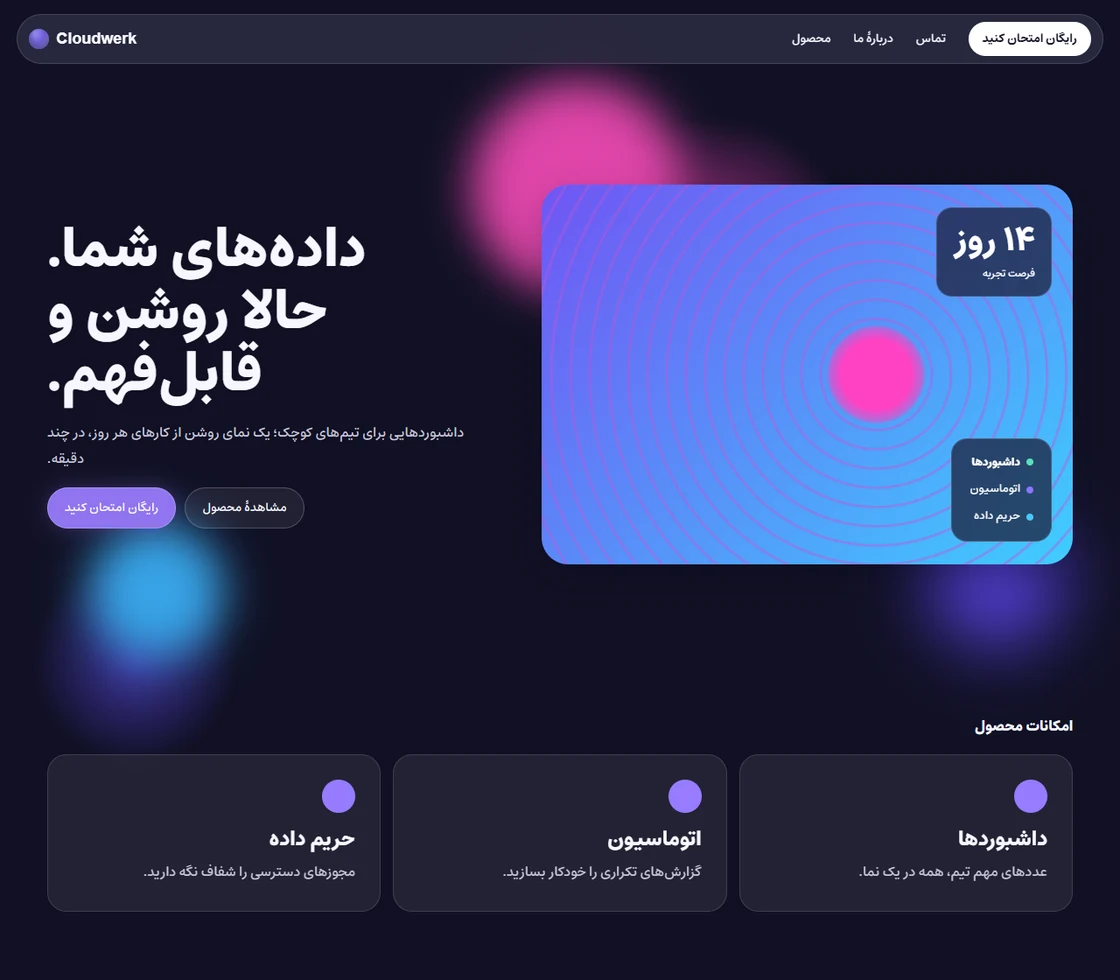 Cloudwerk
محصول
دربارهٔ ما
تماس
رایگان امتحان کنید
داده‌های شما.
حالا روشن و
قابل‌فهم.
داشبوردهایی برای تیم‌های کوچک؛ یک نمای روشن از کارهای هر روز، در چند
دقیقه.
رایگان امتحان کنید
مشاهدهٔ محصول
۱۴ روز
فرصت تجربه
داشبوردها
اتوماسیون
حریم داده
امکانات محصول
داشبوردها
عددهای مهم تیم، همه در یک نما.
اتوماسیون
گزارش‌های تکراری را خودکار بسازید.
حریم داده
مجوزهای دسترسی را شفاف نگه دارید.